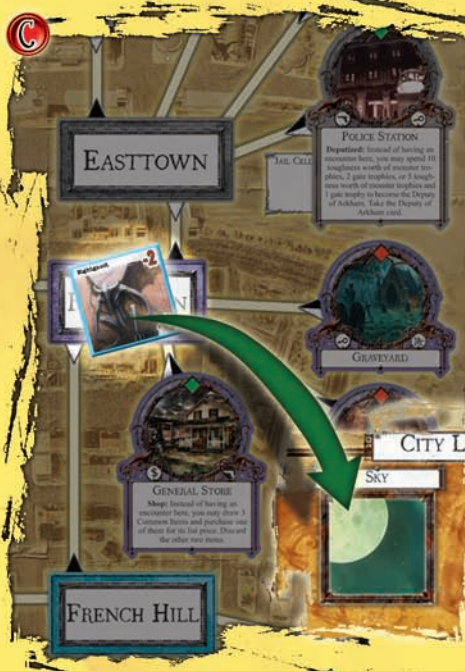 C
POLICE STATION
Deputized: Instead of having an
encounter here, you may spend 10
toughness worth of monster tro-
phies, 2 gate trophies, or 5 tough-
ness worth of monster trophies and
1 gate trophy to become the Deputy
of Arkham. Take the Deputy of
Arkham card.
JAIL CELL
EASTTOWN
Nightgaunt
-2
GRAVEYARD
CITY L
SKY
GENERAL STORE
$
Shop: Instead of having an
encounter here, you may draw 3
Common Items and purchase one
of them for its list price. Discard
the other two items.
FRENCH HILL